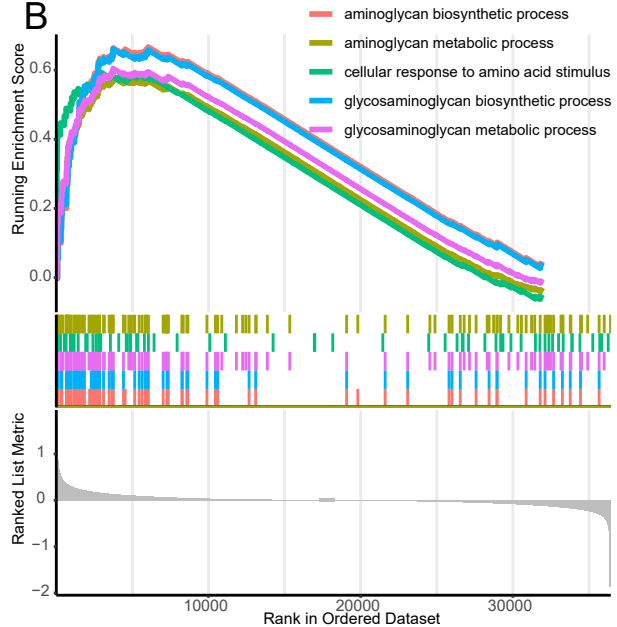 B
aminoglycan biosynthetic process
aminoglycan metabolic process
cellular response to amino acid stimulus
glycosaminoglycan biosynthetic process
glycosaminoglycan metabolic process
Running Enrichment Score
0.6
0.4
0.2
0.0
Ranked List Metric
1
0
−1
−2
10000
20000
30000
Rank in Ordered Dataset